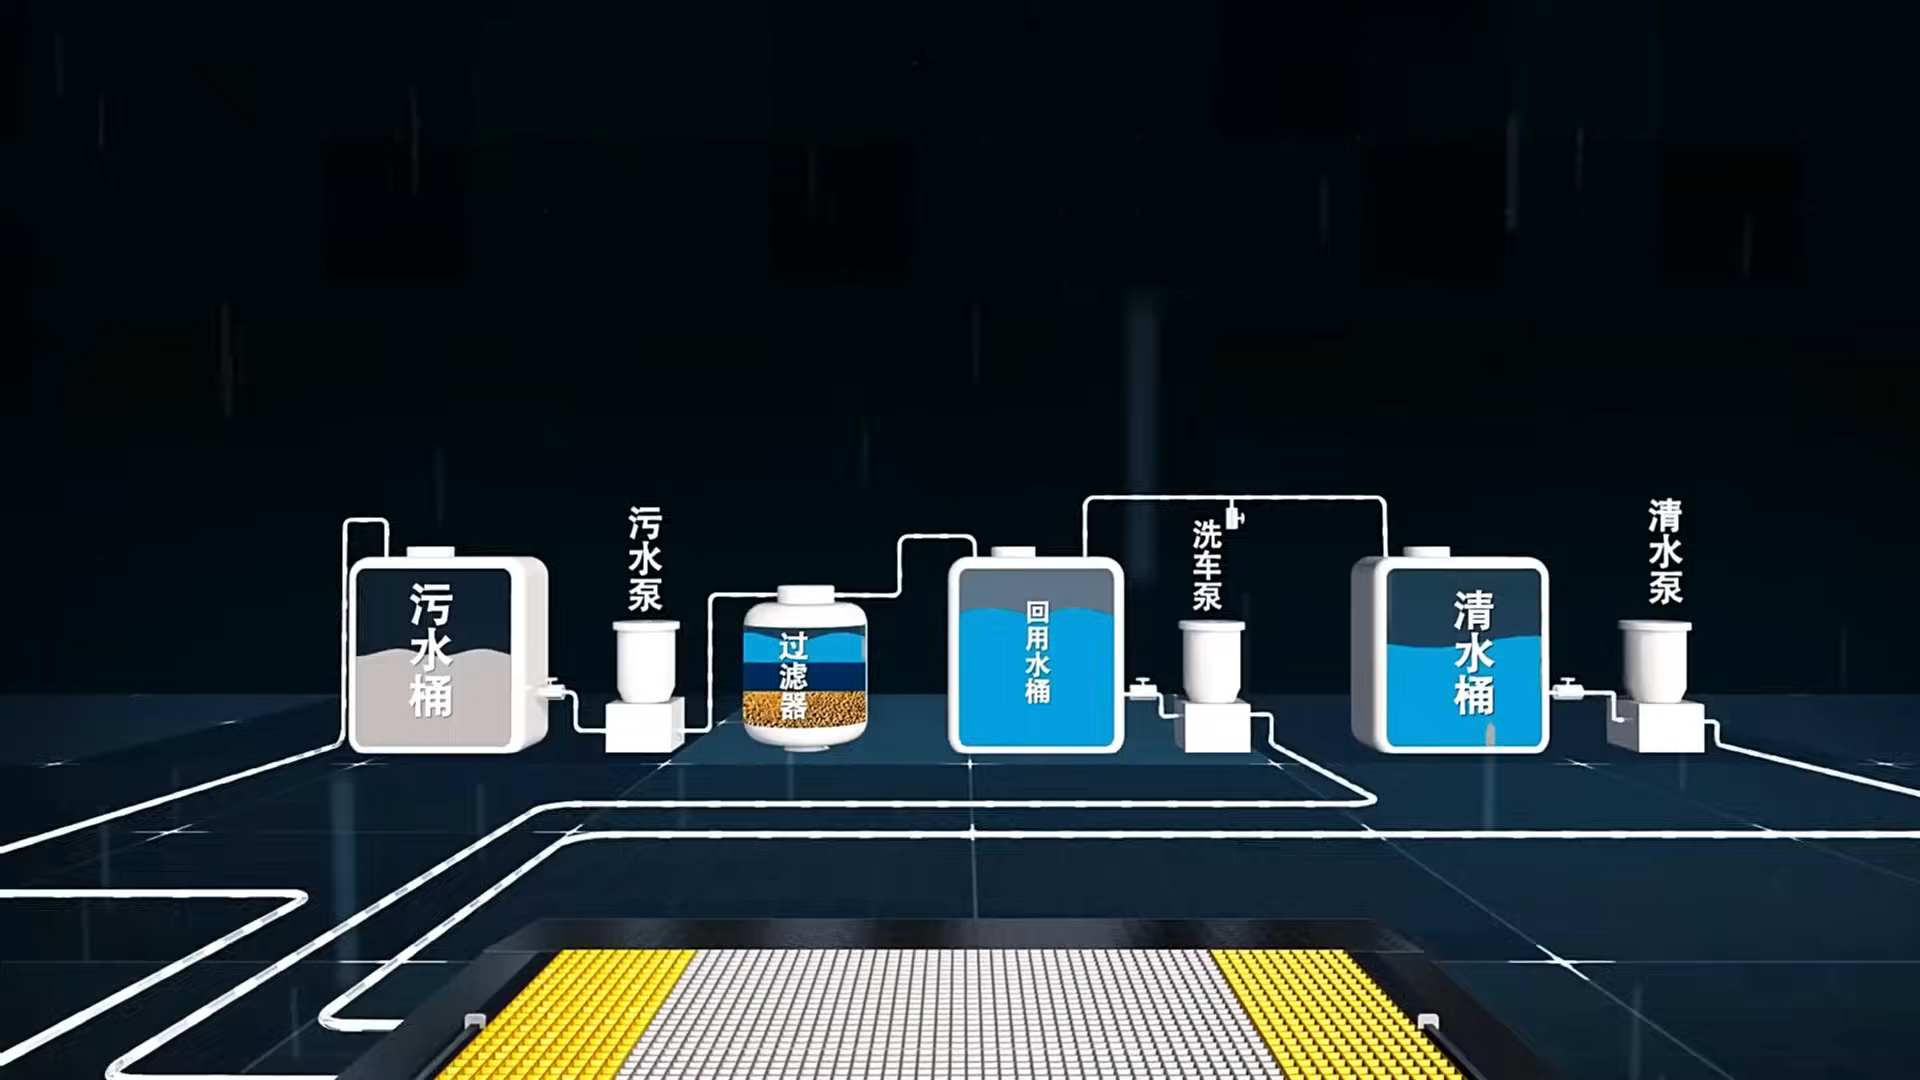 污水桶
污水泵
过滤器
回用水桶
洗车泵
清水桶
清水泵